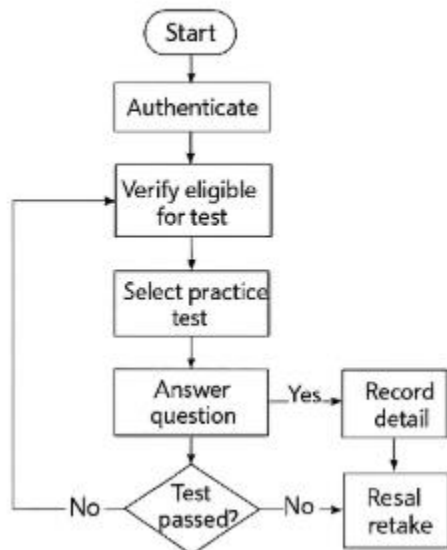 Start
Authenticate
Verify eligible
for test
Select practice
test
Answer
question
Yes
Record
detail
No
Test
passed?
No
Resal
retake